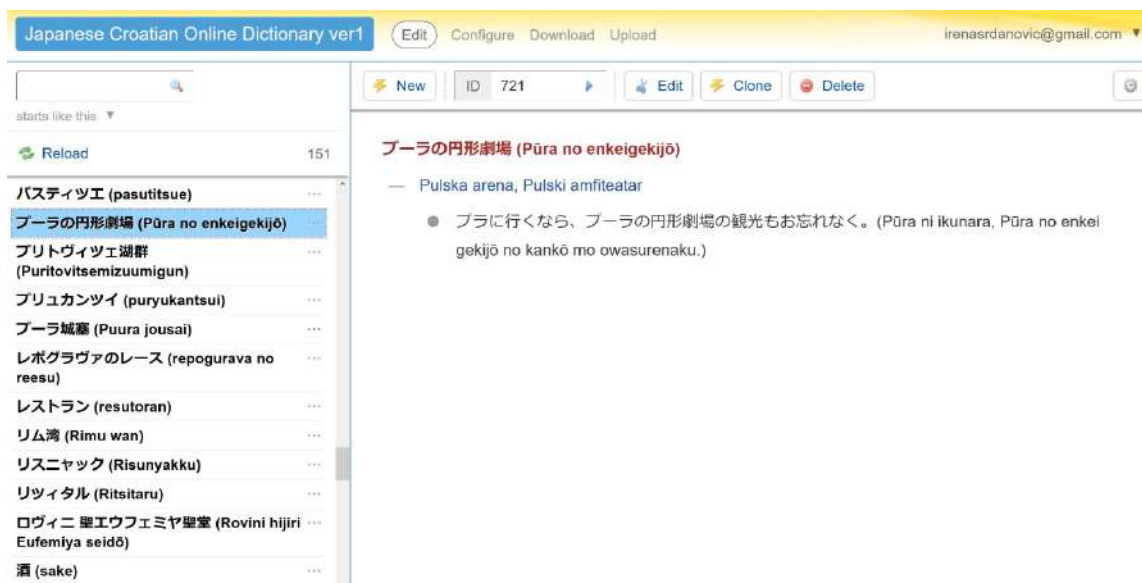 Japanese Croatian Online Dictionary ver1 Edit Configure Download Upload irenasrdanovic@gmail.com ▼
New ID 721 Edit Clone Delete
starts like this ▼
Reload 151
パスティツエ (pasutitsue) ...
プーラの円形劇場 (Pūra no enkeigekijō) ...
プリトヴィツェ湖群
(Puritovitsemizuumigun) ...
プリュカンツイ (puryukantsui) ...
プーラ城塞 (Puura jousai) ...
レポグラヴァのレース (repogurava no
reesu) ...
レストラン (resutoran) ...
リム湾 (Rimu wan) ...
リスニャック (Risunyakku) ...
リツィタル (Ritsitaru) ...
ロヴィニ 聖エウフェミヤ聖堂 (Rovini hijiri
Eufemiya seidō) ...
酒 (sake) ...
プーラの円形劇場 (Pūra no enkeigekijō)
— Pulska arena, Pulski amfiteatar
● プラに行くなら、プーラの円形劇場の観光もお忘れなく。(Pūra ni ikunara, Pūra no enkei
gekijō no kankō mo owasurenaku.)